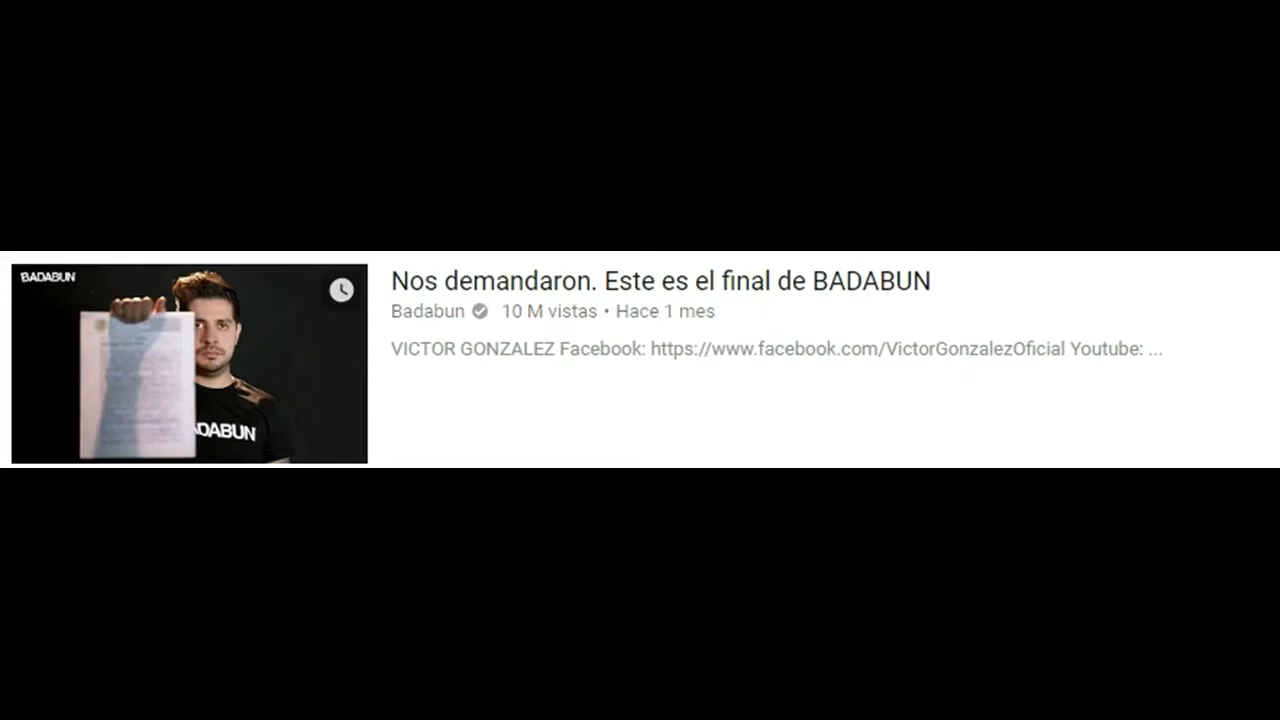 BADABUN
ADABUN
Nos demandaron. Este es el final de BADABUN
Badabun 10 M vistas • Hace 1 mes
VICTOR GONZALEZ Facebook: https://www.facebook.com/VictorGonzalezOficial Youtube: ...